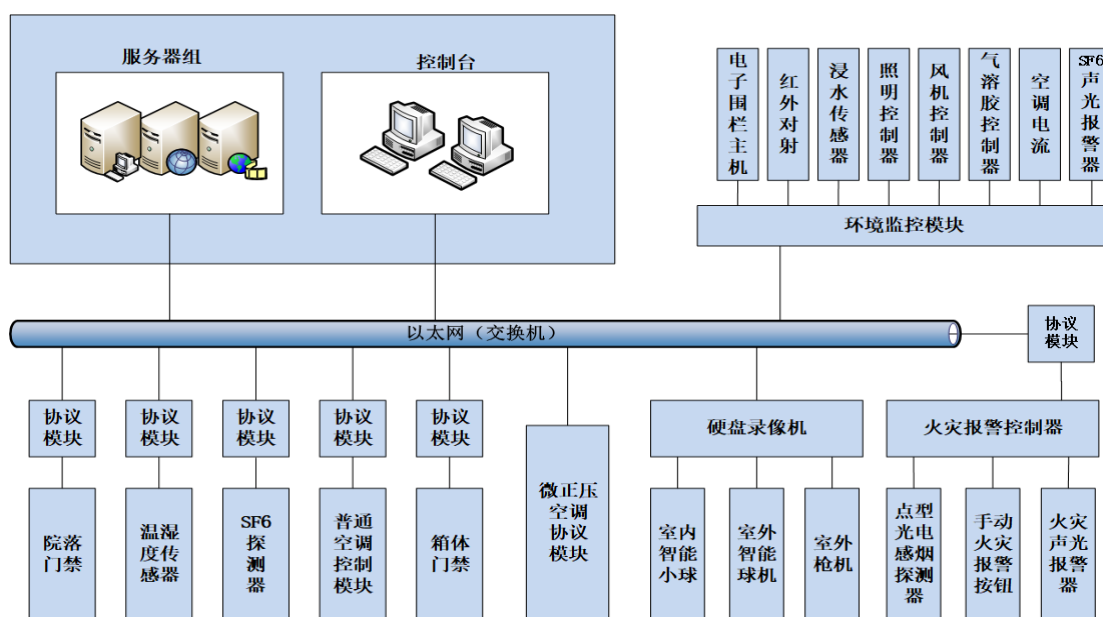 服务器组
控制台
电子围栏主机
红外对射
浸水传感器
照明控制器
风机控制器
气溶胶控制器
空调电流
SF6
声光报警器
环境监控模块
以太网（交换机）
协议
模块
协议
模块
协议
模块
协议
模块
协议
模块
协议
模块
硬盘录像机
火灾报警控制器
院落
门禁
温湿
度传
感器
SF6
探测
器
普通
空调
控制
模块
箱体
门禁
微正压
空调
协议
模块
室内
智能
小球
室外
智能
球机
室外
枪机
点型
光电
感烟
探测
器
手动
火灾
报警
按钮
火灾
声光
报警
器